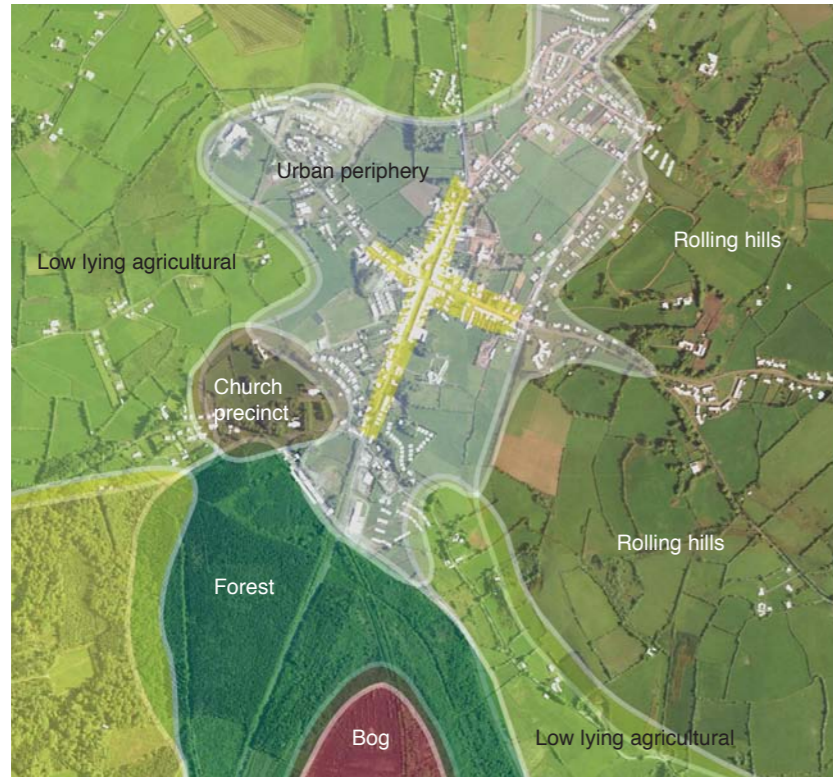 Urban periphery
Rolling hills
Low lying agricultural
Church
precinct
Rolling hills
Forest
Bog
Low lying agricultural